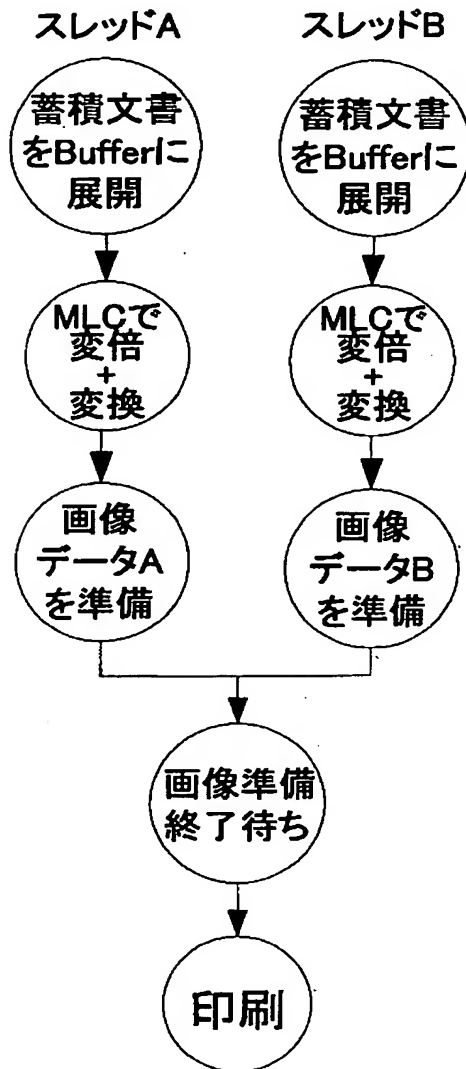 スレッドA
蓄積文書
をBufferに
展開
MLCで
変倍
+
変換
画像
データA
を準備
スレッドB
蓄積文書
をBufferに
展開
MLCで
変倍
+
変換
画像
データB
を準備
画像準備
終了待ち
印刷